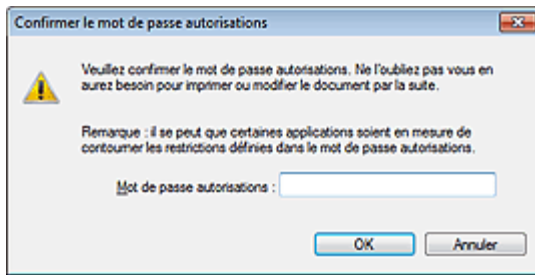 Confirmer le mot de passe autorisations
Veuillez confirmer le mot de passe autorisations. Ne l'oubliez pas vous en
aurez besoin pour imprimer ou modifier le document par la suite.
Remarque : il se peut que certaines applications soient en mesure de
contourner les restrictions définies dans le mot de passe autorisations.
Mot de passe autorisations :
OK
Annuler